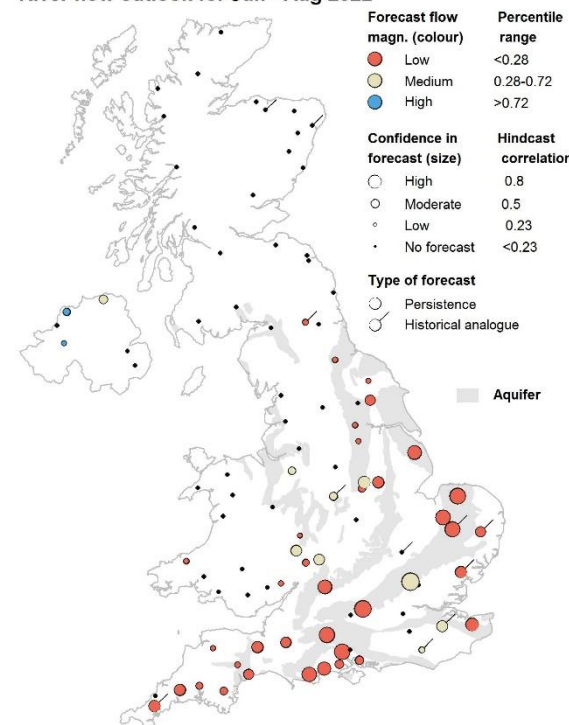 Forecast flow Percentile
magn. (colour) range
Low <0.28
Medium 0.28-0.72
High >0.72
Confidence in Hindcast
forecast (size) correlation
High 0.8
Moderate 0.5
Low 0.23
No forecast <0.23
Type of forecast
Persistence
Historical analogue
Aquifer